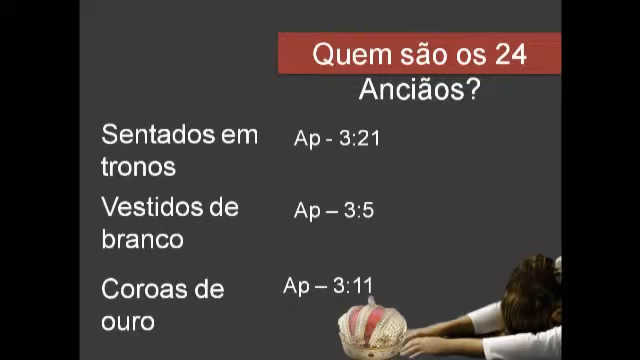 Quem são os 24
Anciãos?
Sentados em
tronos
Ap - 3:21
Vestidos de
branco
Ap – 3:5
Coroas de
ouro
Ap – 3:11